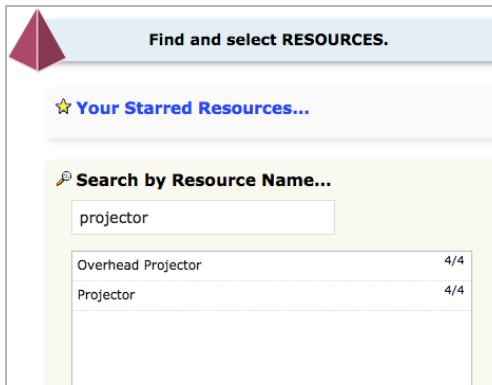 Find and select RESOURCES.
Your Starred Resources...
Search by Resource Name...
projector
Overhead Projector 4/4
Projector 4/4